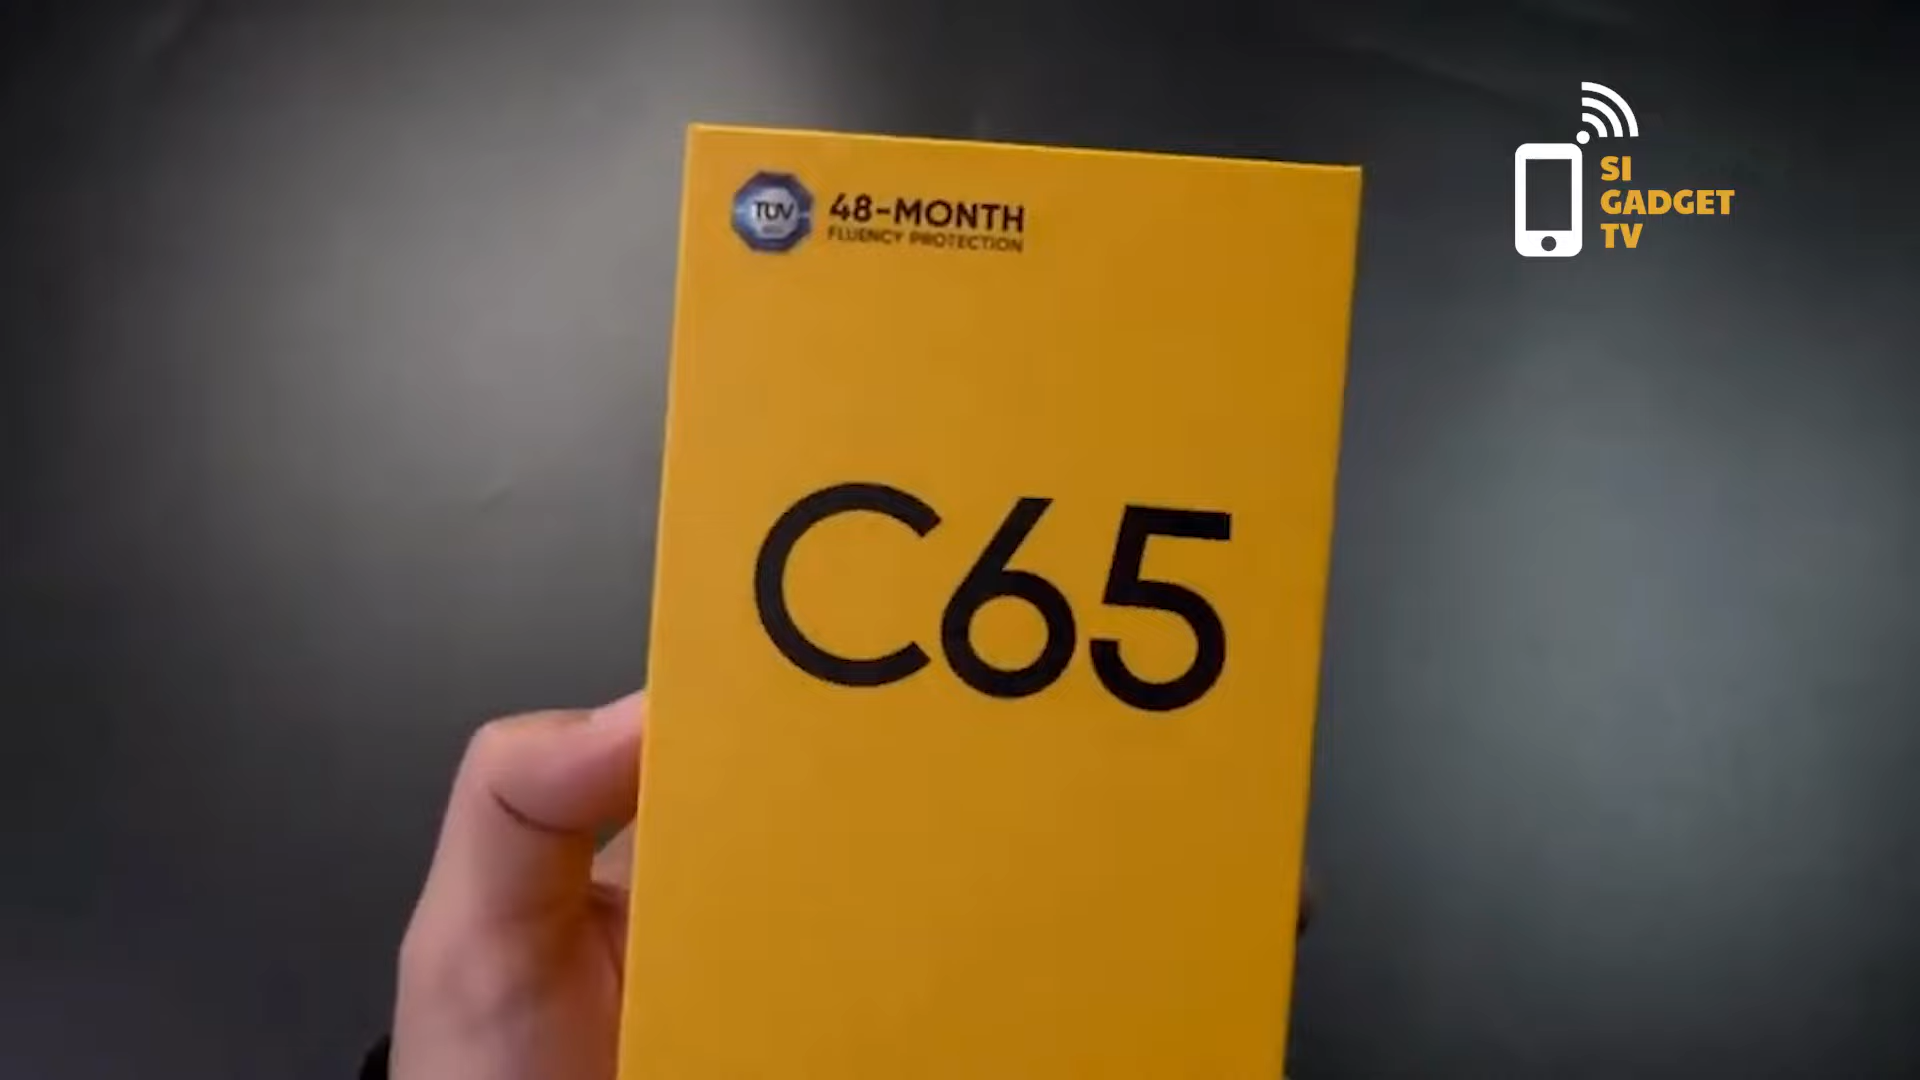 TÜV
48-MONTH
FLUENCY PROTECTION
C65
SI
GADGET
TV